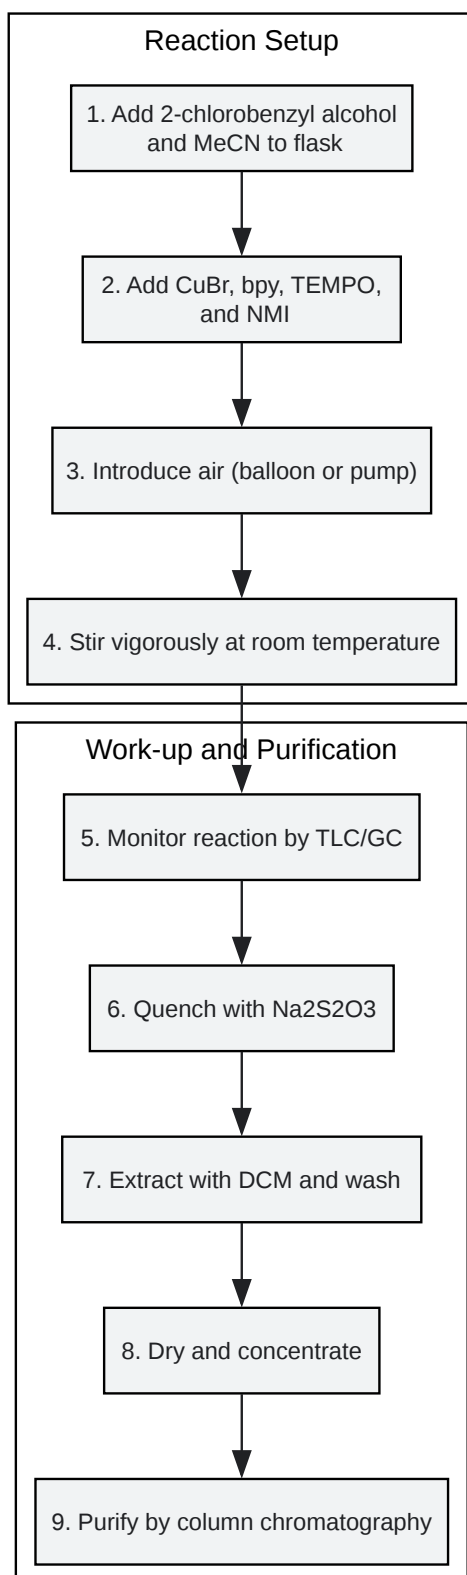 Reaction Setup
1. Add 2-chlorobenzyl alcohol
and MeCN to flask
2. Add CuBr, bpy, TEMPO,
and NMI
3. Introduce air (balloon or pump)
4. Stir vigorously at room temperature
Work-up and Purification
5. Monitor reaction by TLC/GC
6. Quench with Na2S2O3
7. Extract with DCM and wash
8. Dry and concentrate
9. Purify by column chromatography